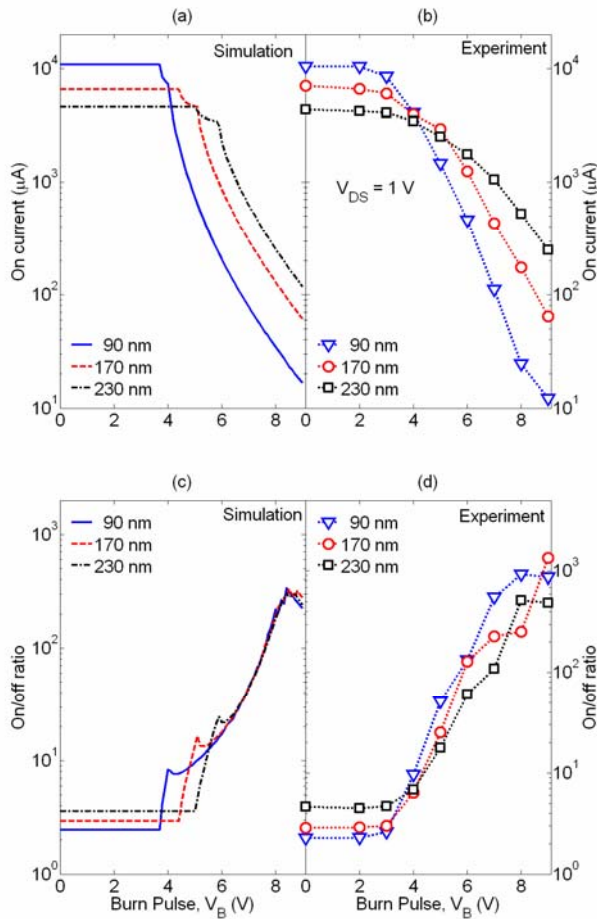 (a)
(b)
Simulation
Experiment
10^4
10^3
10^2
10^1
On current (μA)
V_DS = 1 V
90 nm
170 nm
230 nm
90 nm
170 nm
230 nm
10^4
10^3
10^2
10^1
On current (μA)
0 2 4 6 8 0 2 4 6 8
(c)
(d)
Simulation
Experiment
90 nm
170 nm
230 nm
90 nm
170 nm
230 nm
10^3
10^2
10^1
10^0
On/off ratio
10^3
10^2
10^1
10^0
On/off ratio
0 2 4 6 8 0 2 4 6 8
Burn Pulse, V_B (V)
Burn Pulse, V_B (V)